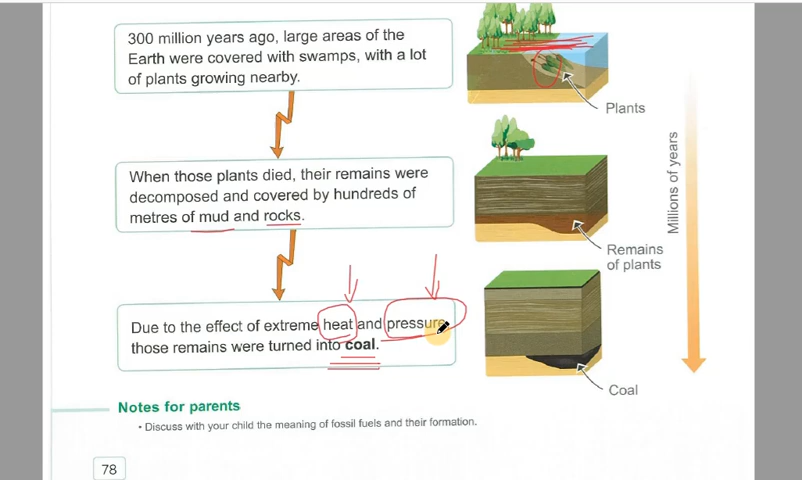 300 million years ago, large areas of the
Earth were covered with swamps, with a lot
of plants growing nearby.
Plants
When those plants died, their remains were
decomposed and covered by hundreds of
metres of mud and rocks.
Remains
of plants
Millions of years
Due to the effect of extreme heat and pressure
those remains were turned into coal.
Coal
Notes for parents
• Discuss with your child the meaning of fossil fuels and their formation.
78